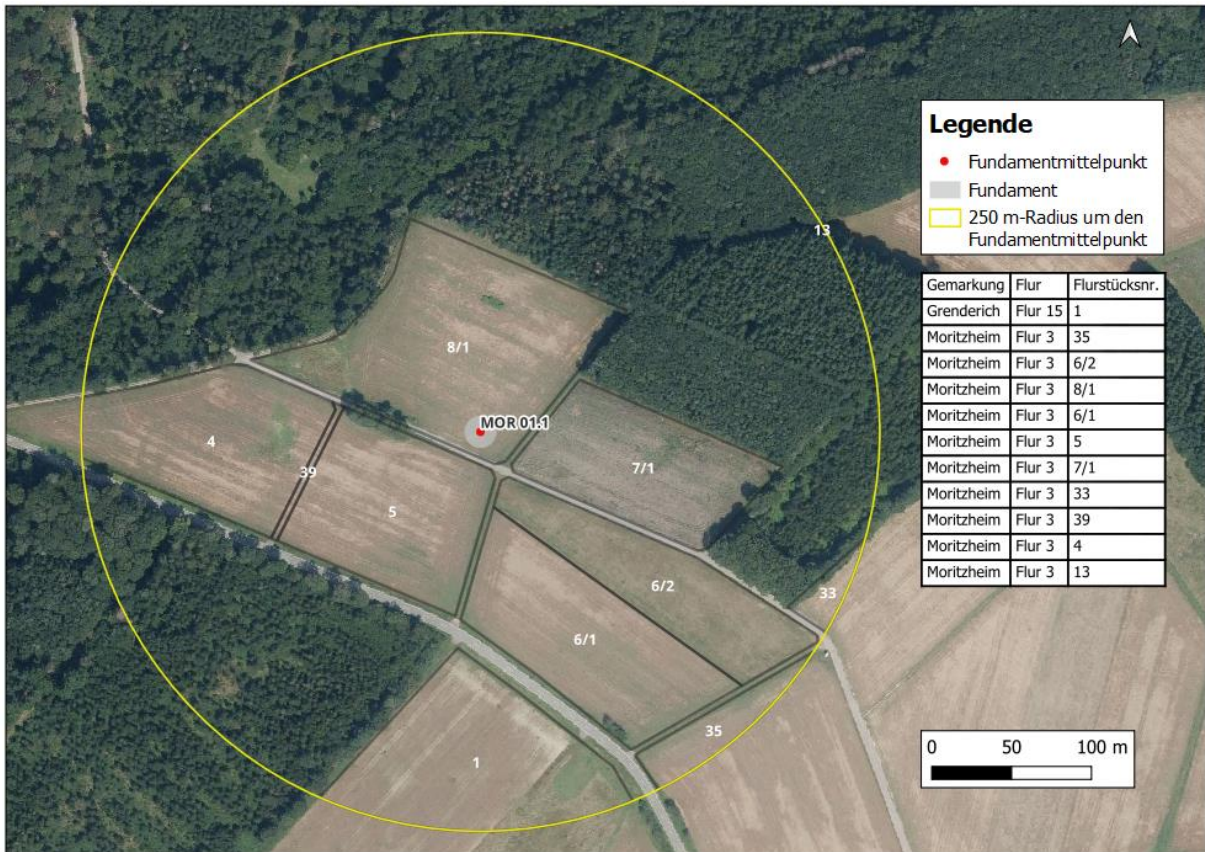 Legende
Fundamentmittelpunkt
Fundament
250 m-Radius um den
Fundamentmittelpunkt
13
Gemarkung Flur Flurstücksnr.
Grenderich Flur 15 1
Moritzheim Flur 3 35
Moritzheim Flur 3 6/2
Moritzheim Flur 3 8/1
Moritzheim Flur 3 6/1
Moritzheim Flur 3 5
Moritzheim Flur 3 7/1
Moritzheim Flur 3 33
Moritzheim Flur 3 39
Moritzheim Flur 3 4
Moritzheim Flur 3 13
8/1
MOR 01.1
4
39
7/1
5
6/2
33
6/1
35
1
0 50 100 m